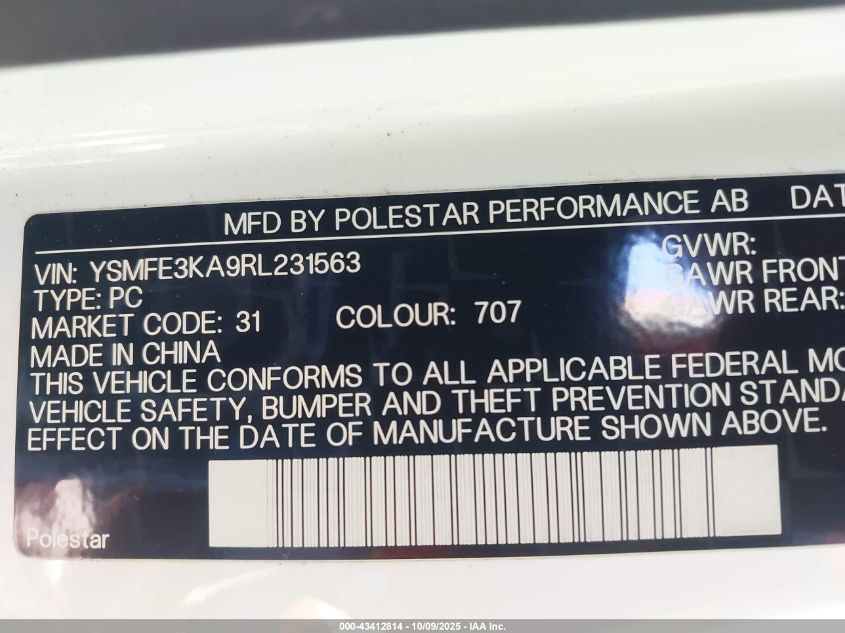 MFD BY POLESTAR PERFORMANCE AB DAT
VIN: YSMFE3KA9RL231563
GVWR:
TYPE: PC
GAWR FRONT
MARKET CODE: 31 COLOUR: 707
GAWR REAR:
MADE IN CHINA
THIS VEHICLE CONFORMS TO ALL APPLICABLE FEDERAL MO
VEHICLE SAFETY, BUMPER AND THEFT PREVENTION STANDA
EFFECT ON THE DATE OF MANUFACTURE SHOWN ABOVE.
Polestar
000-43412814 - 10/09/2025 - IAA Inc.